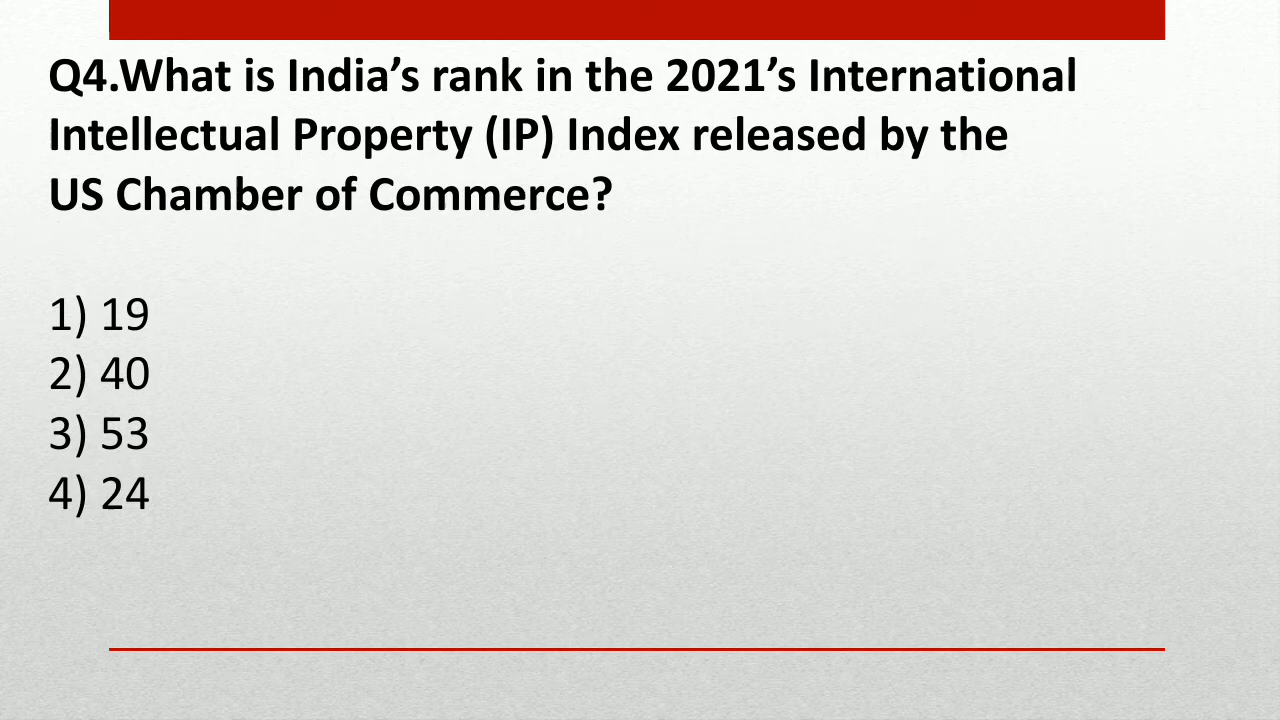 Q4.What is India’s rank in the 2021’s International
Intellectual Property (IP) Index released by the
US Chamber of Commerce?
1) 19
2) 40
3) 53
4) 24